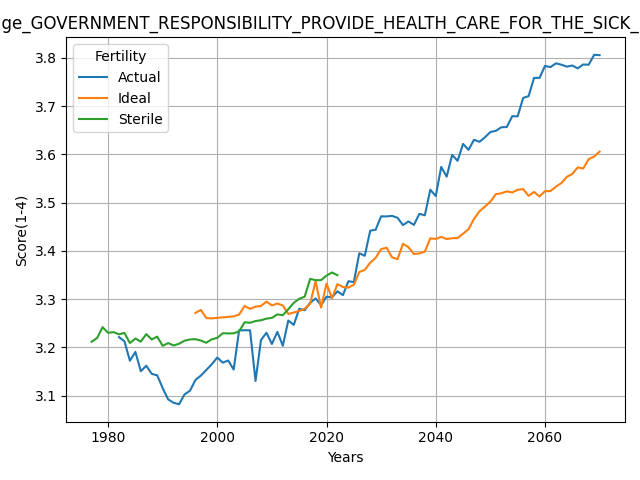 ge_GOVERNMENT_RESPONSIBILITY_PROVIDE_HEALTH_CARE_FOR_THE_SICK_
Fertility
Actual
Ideal
Sterile
Score(1-4)
3.8
3.7
3.6
3.5
3.4
3.3
3.2
3.1
1980 2000 2020 2040 2060
Years